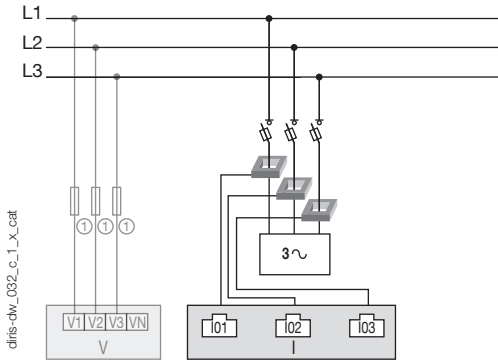 L1
L2
L3
1 1 1
3∿
V1 V2 V3 VN
V
I01 I02 I03
I
diris-dw_032_c_1_x_cat